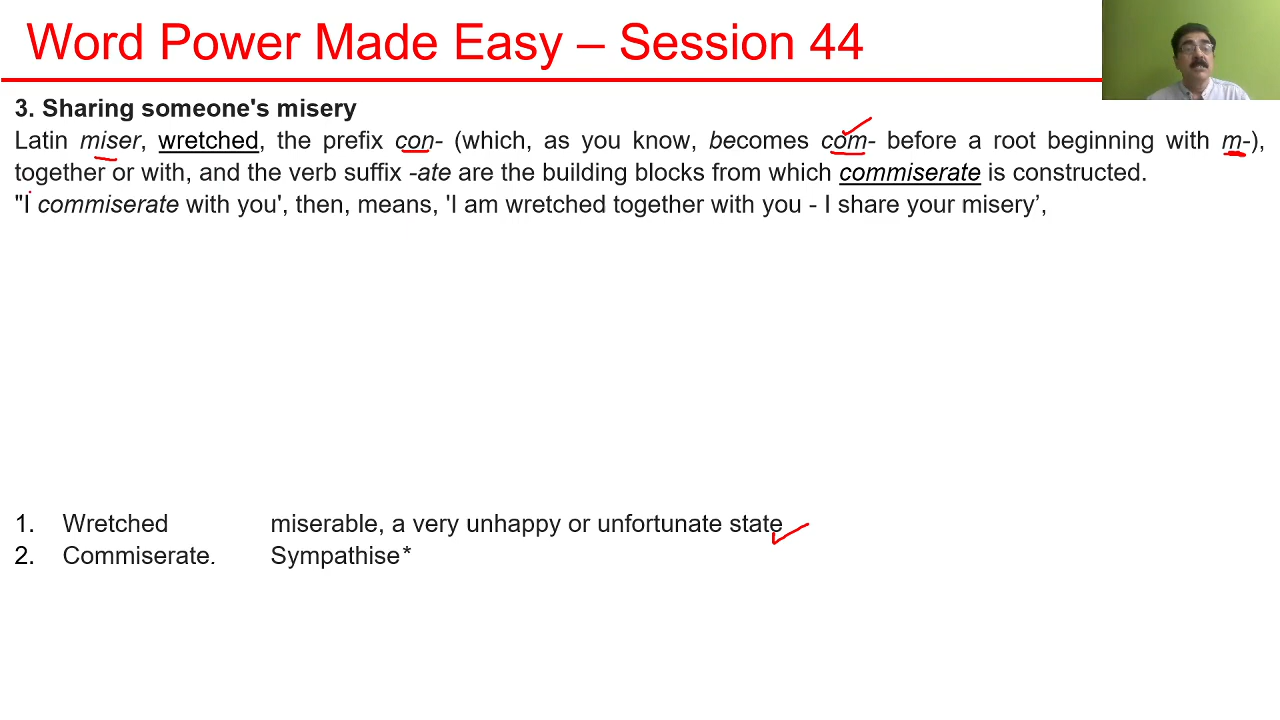 Word Power Made Easy – Session 44
3. Sharing someone's misery
Latin miser, wretched, the prefix con- (which, as you know, becomes com- before a root beginning with m-),
together or with, and the verb suffix -ate are the building blocks from which commiserate is constructed.
"I commiserate with you', then, means, 'I am wretched together with you - I share your misery’,
1. Wretched miserable, a very unhappy or unfortunate state
2. Commiserate. Sympathise*